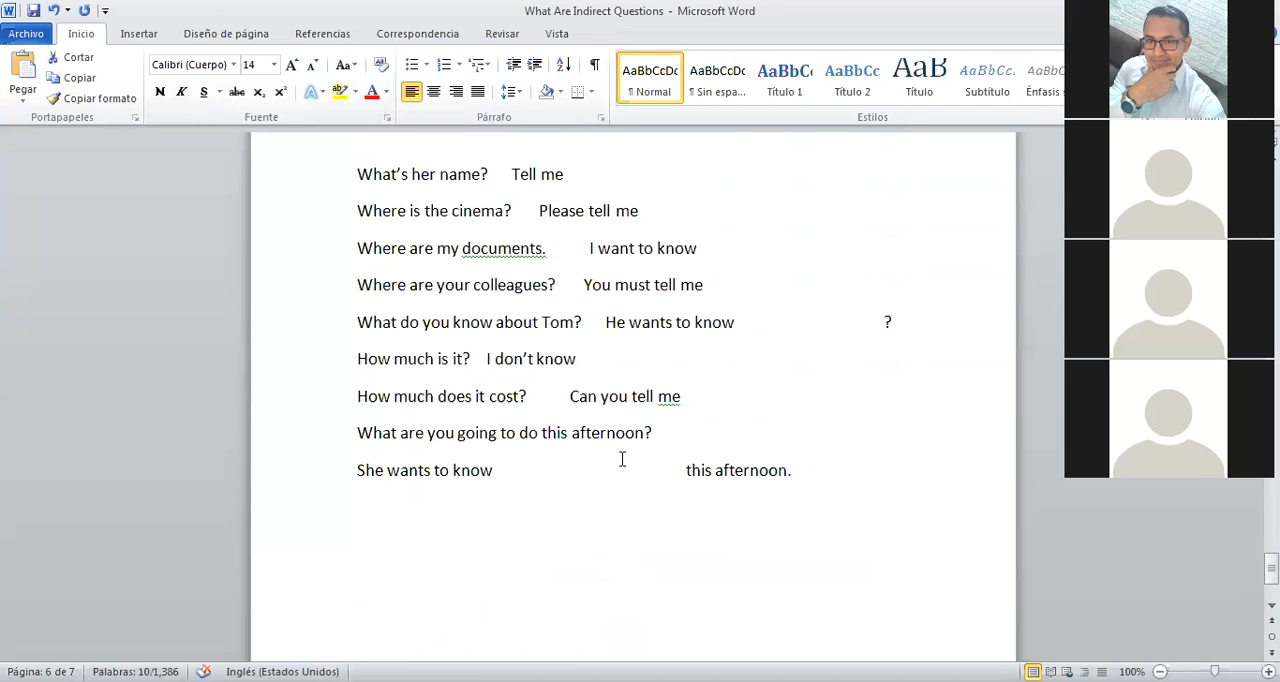 What Are Indirect Questions - Microsoft Word
Archivo Inicio Insertar Diseño de página Referencias Correspondencia Revisar Vista
Pegar Cortar Copiar Copiar formato
Calibri (Cuerpo) 14
AaBbCcDc AaBbCcDc AaBbC AaBbCc AaB AaBbCc. AaBbCc
¶ Normal ¶ Sin espa... Título 1 Título 2 Título Subtítulo Énfasis
Portapapeles Fuente Párrafo Estilos
What's her name? Tell me
Where is the cinema? Please tell me
Where are my documents. I want to know
Where are your colleagues? You must tell me
What do you know about Tom? He wants to know ?
How much is it? I don't know
How much does it cost? Can you tell me
What are you going to do this afternoon?
She wants to know this afternoon.
Página: 6 de 7 Palabras: 10/1,386 Inglés (Estados Unidos) 100%